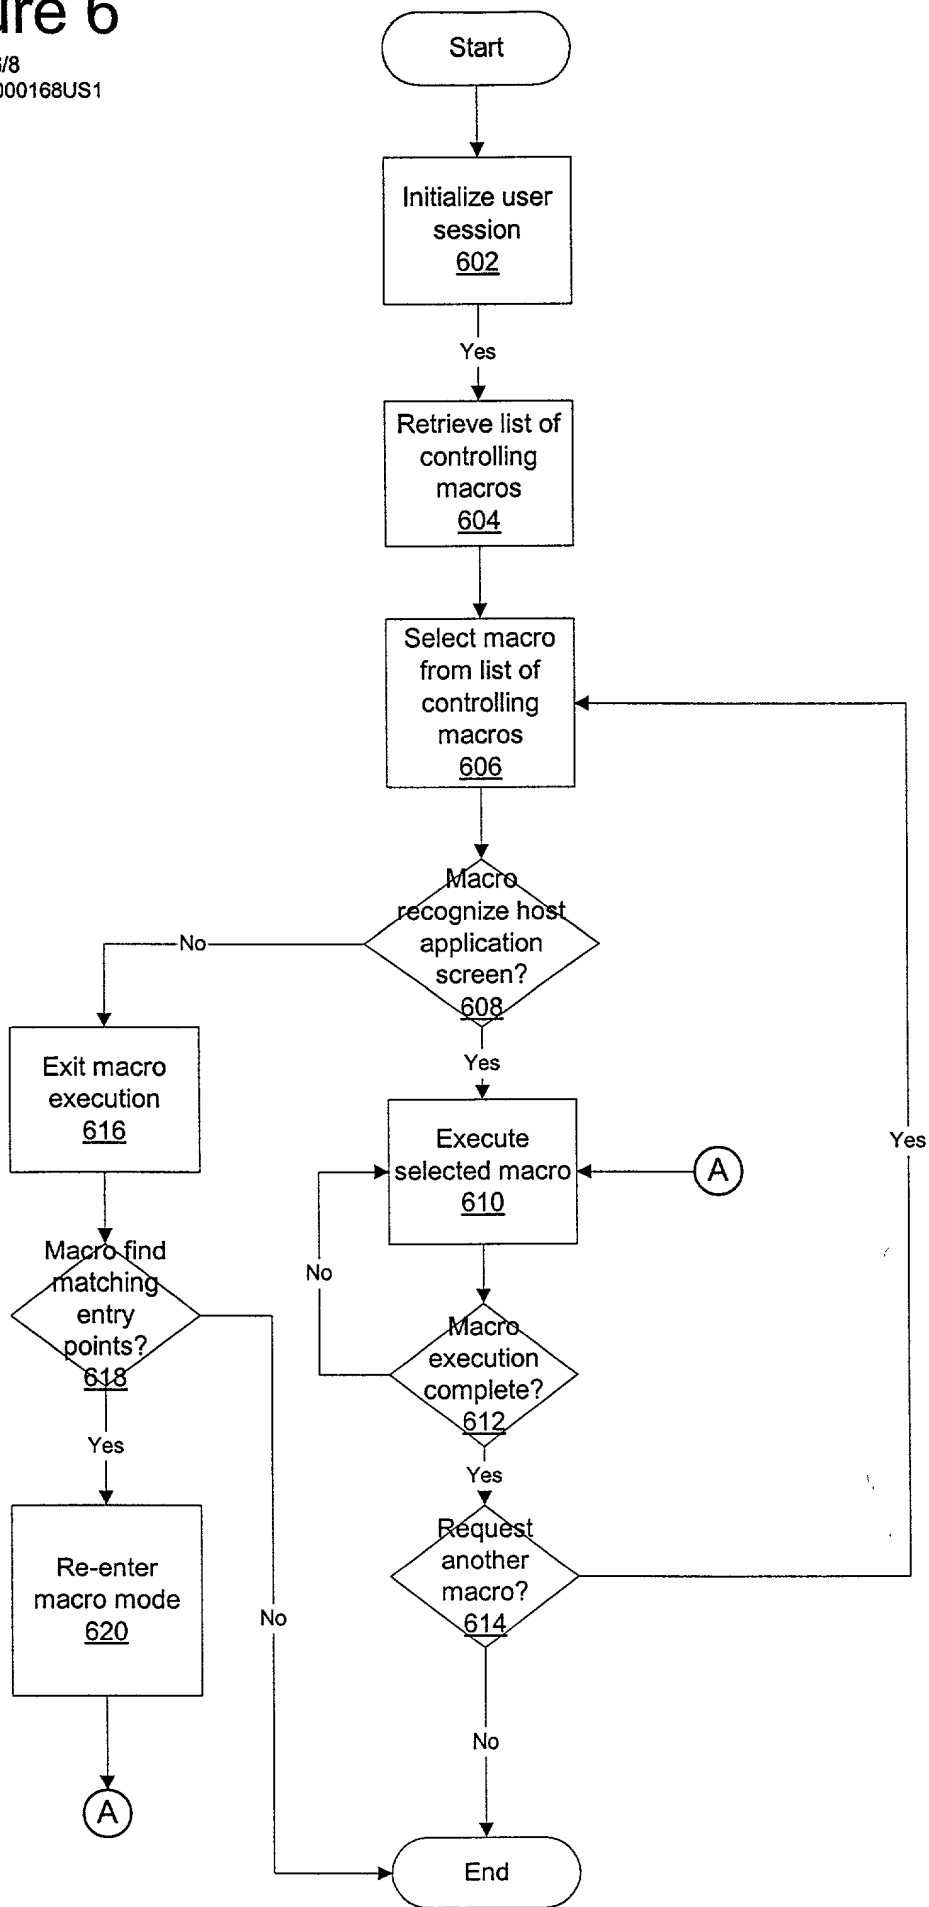 ure 6
6/8
000168US1
Start
Initialize user
session
602
Yes
Retrieve list of
controlling
macros
604
Select macro
from list of
controlling
macros
606
Macro
recognize host
application
screen?
608
No
Yes
Exit macro
execution
616
Execute
selected macro
610
A
Yes
No
Macro find
matching
entry
points?
618
Macro
execution
complete?
612
Yes
Yes
Request
another
macro?
614
Re-enter
macro mode
620
No
No
A
End